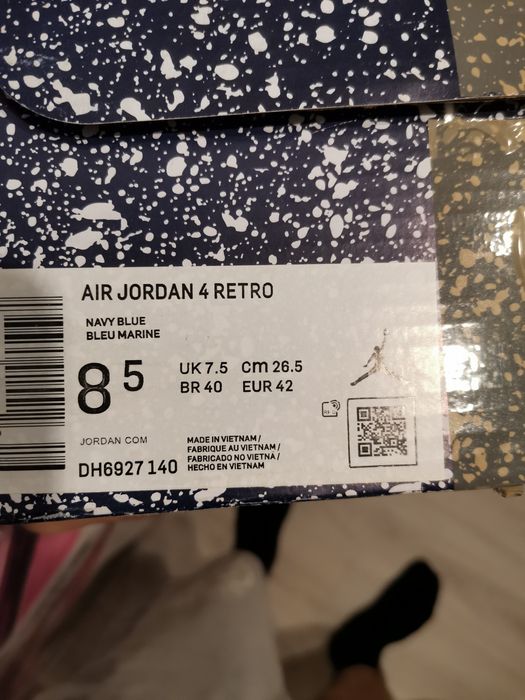 AIR JORDAN 4 RETRO
NAVY BLUE
BLEU MARINE
8 5
UK 7.5 cm 26.5
BR 40 EUR 42
JORDAN COM
DH6927 140
MADE IN VIETNAM /
FABRIQUE AU VIETNAM /
FABRICADO NO VIETNÃ /
HECHO EN VIETNAM